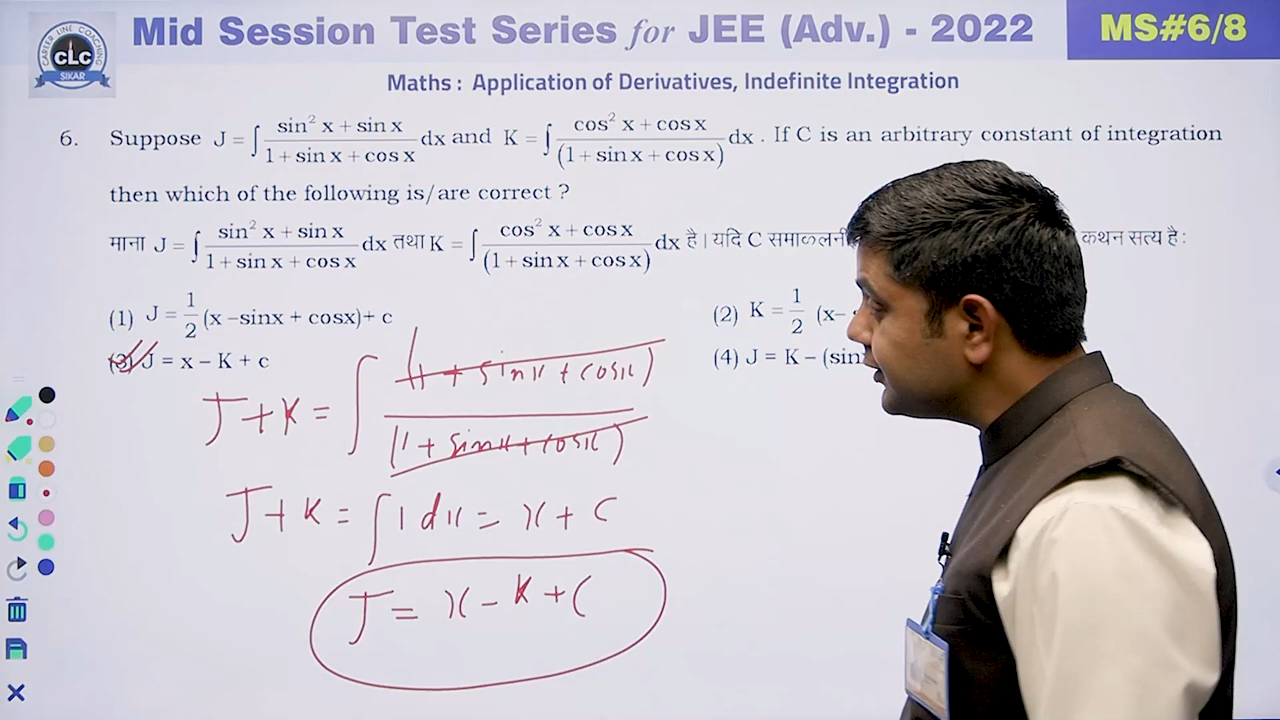 CAREER LINE COACHING
CLC
SIKAR
Mid Session Test Series for JEE (Adv.) - 2022
MS#6/8
Maths : Application of Derivatives, Indefinite Integration
6. Suppose J = ∫ (sin² x + sin x)/(1 + sin x + cos x) dx and K = ∫ (cos² x + cos x)/((1 + sin x + cos x)) dx . If C is an arbitrary constant of integration
then which of the following is/are correct ?
माना J = ∫ (sin² x + sin x)/(1 + sin x + cos x) dx तथा K = ∫ (cos² x + cos x)/((1 + sin x + cos x)) dx है। यदि C समाकलनी कथन सत्य है :
(1) J = 1/2 (x – sinx + cosx) + c
(2) K = 1/2 (x–
(3) J = x – K + c
(4) J = K – (sin
J + K = ∫ (1 + sinx + cosx)/(1 + sinx + cosx)
J + K = ∫ 1 dx = x + c
J = x – K + C